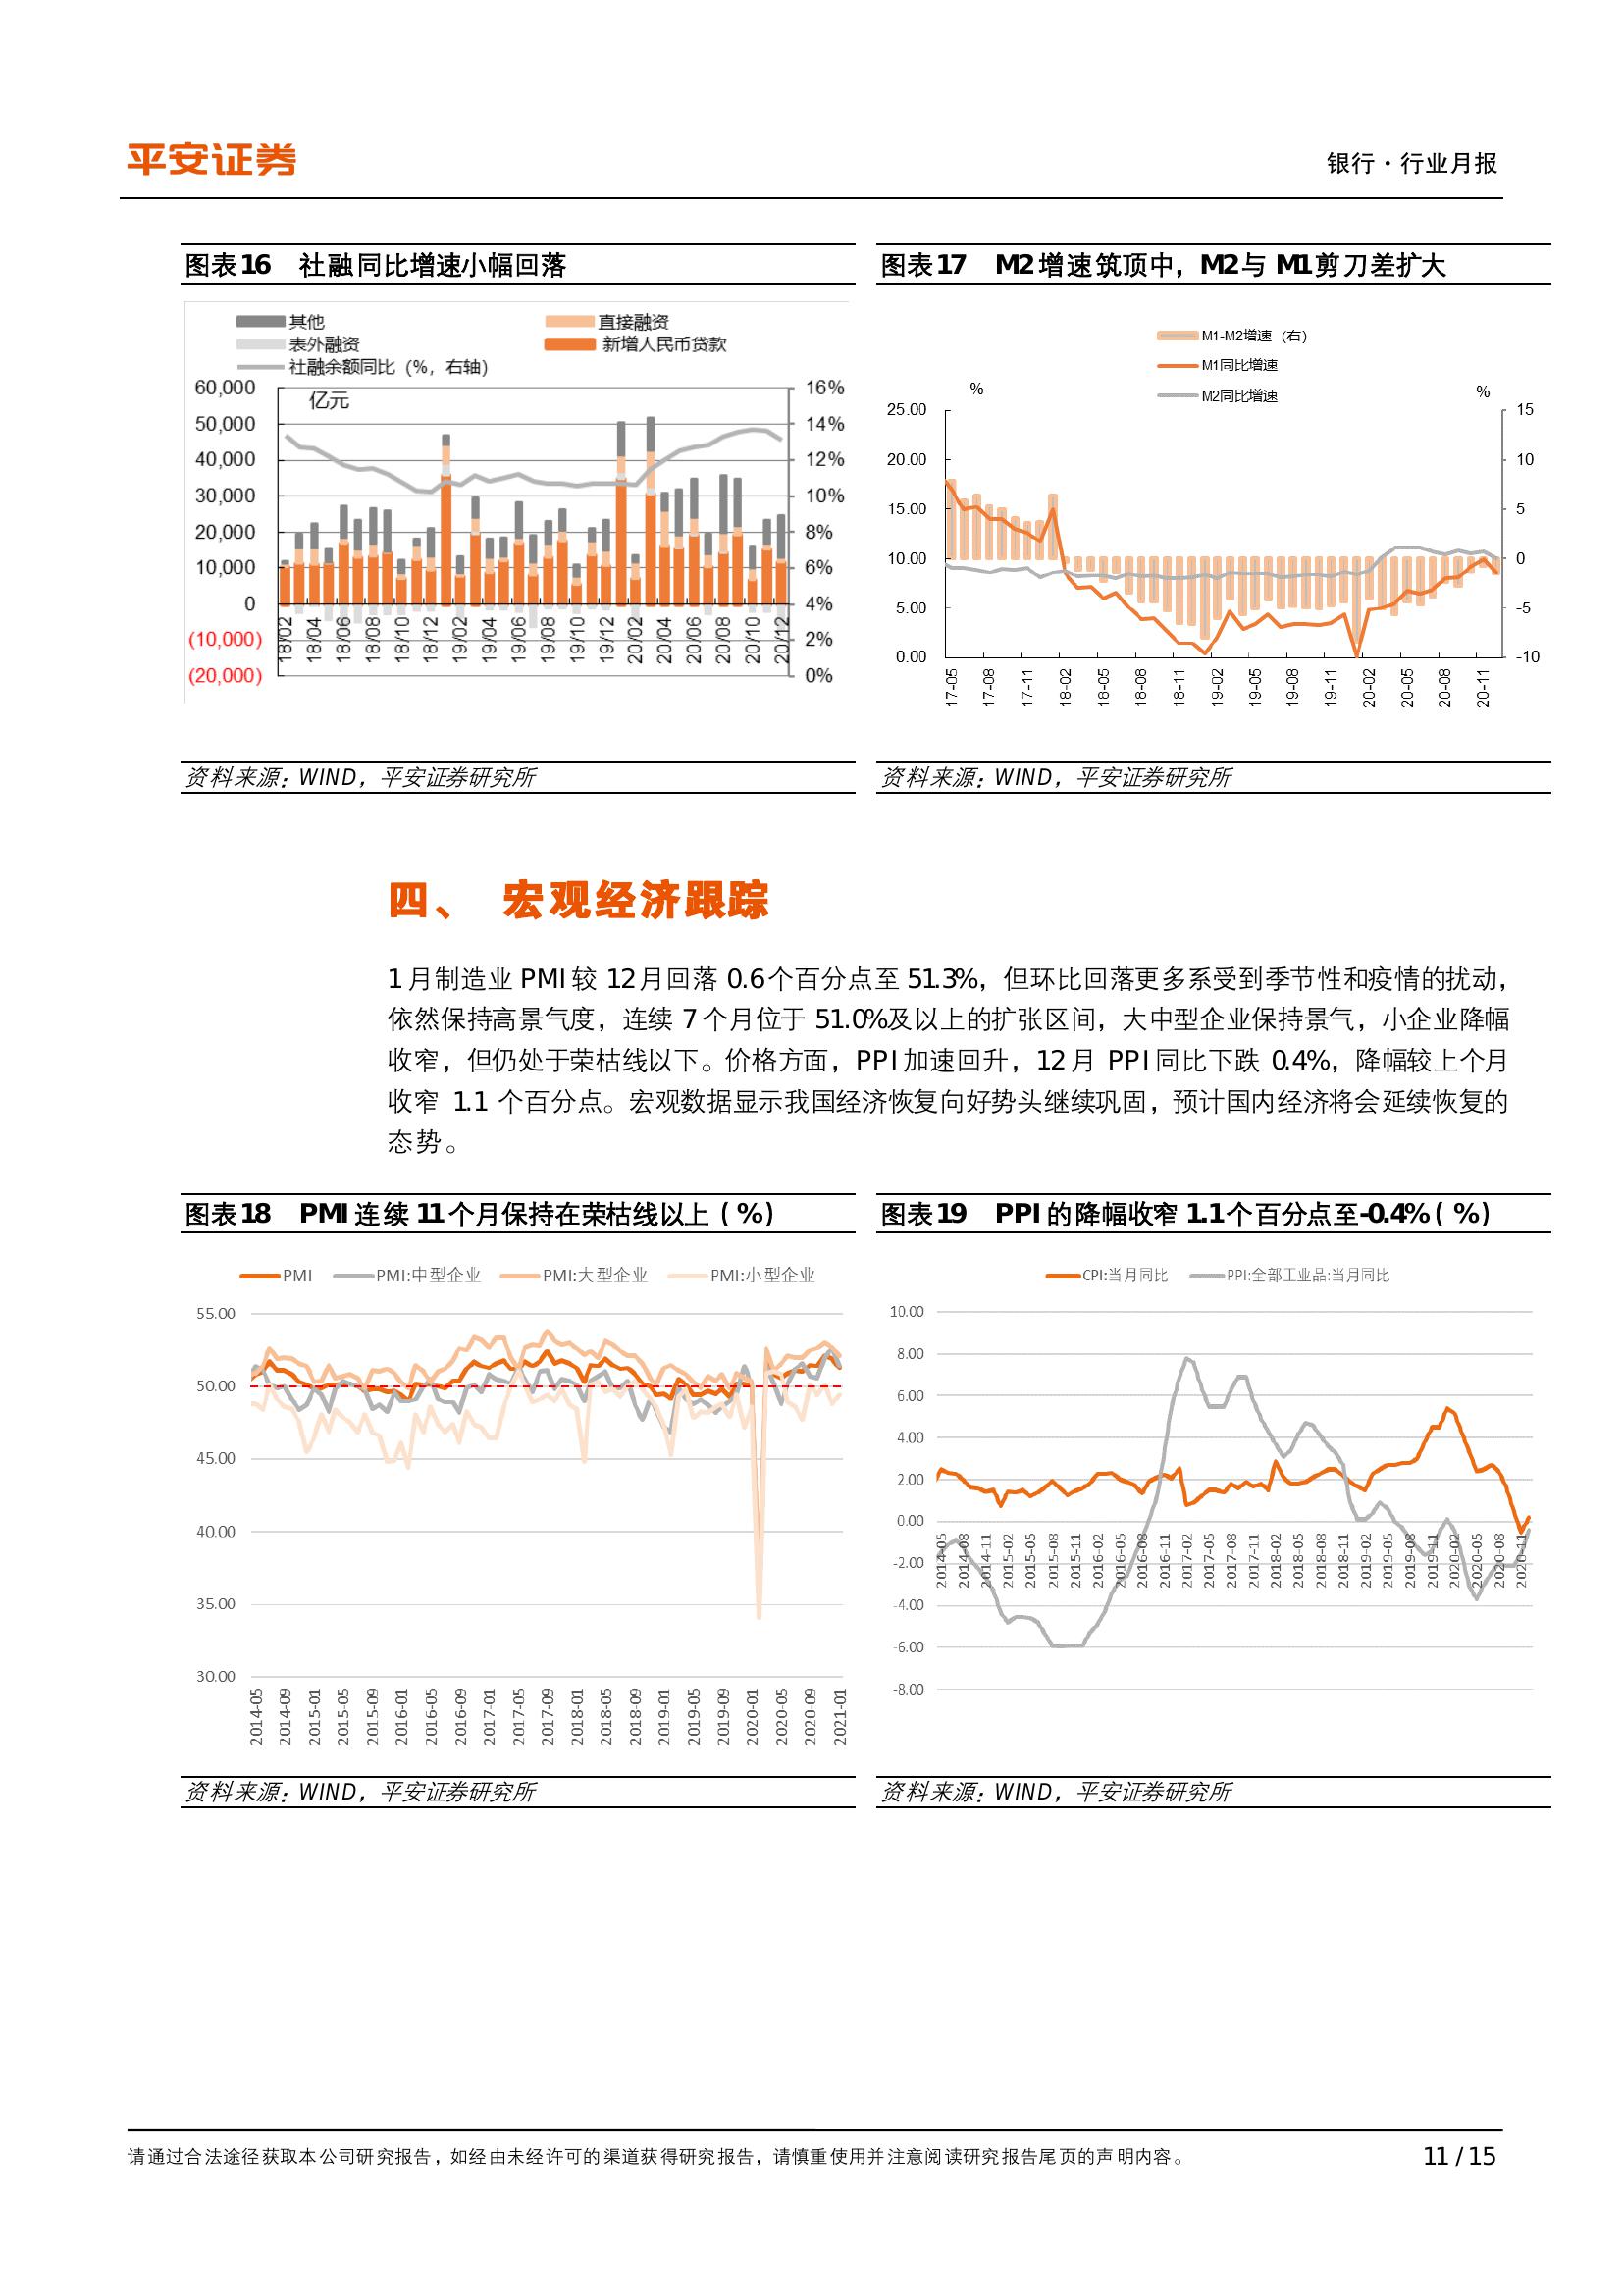 平安证券
银行·行业月报
图表16 社融同比增速小幅回落
其他
直接融资
表外融资
新增人民币贷款
社融余额同比（%，右轴）
亿元
60,000
50,000
40,000
30,000
20,000
10,000
0
(10,000)
(20,000)
16%
14%
12%
10%
8%
6%
4%
2%
0%
18/02 18/04 18/06 18/08 18/10 18/12 19/02 19/04 19/06 19/08 19/10 19/12 20/02 20/04 20/06 20/08 20/10 20/12
资料来源：WIND，平安证券研究所
图表17 M2增速筑顶中，M2与M1剪刀差扩大
M1-M2增速（右）
M1同比增速
M2同比增速
%
%
25.00
20.00
15.00
10.00
5.00
0.00
15
10
5
0
-5
-10
17-05 17-08 17-11 18-02 18-05 18-08 18-11 19-02 19-05 19-08 19-11 20-02 20-05 20-08 20-11
资料来源：WIND，平安证券研究所
四、 宏观经济跟踪
1月制造业 PMI 较 12月回落 0.6个百分点至 51.3%，但环比回落更多系受到季节性和疫情的扰动，
依然保持高景气度，连续 7个月位于 51.0%及以上的扩张区间，大中型企业保持景气，小企业降幅
收窄，但仍处于荣枯线以下。价格方面，PPI加速回升，12月 PPI同比下跌 0.4%，降幅较上个月
收窄 1.1 个百分点。宏观数据显示我国经济恢复向好势头继续巩固，预计国内经济将会延续恢复的
态势。
图表18 PMI连续11个月保持在荣枯线以上（%）
PMI PMI:中型企业 PMI:大型企业 PMI:小型企业
55.00
50.00
45.00
40.00
35.00
30.00
2014-05 2014-09 2015-01 2015-05 2015-09 2016-01 2016-05 2016-09 2017-01 2017-05 2017-09 2018-01 2018-05 2018-09 2019-01 2019-05 2019-09 2020-01 2020-05 2020-09 2021-01
资料来源：WIND，平安证券研究所
图表19 PPI的降幅收窄1.1个百分点至-0.4%（%）
CPI:当月同比 PPI:全部工业品:当月同比
10.00
8.00
6.00
4.00
2.00
0.00
-2.00
-4.00
-6.00
-8.00
2014-05 2014-08 2014-11 2015-02 2015-05 2015-08 2015-11 2016-02 2016-05 2016-08 2016-11 2017-02 2017-05 2017-08 2017-11 2018-02 2018-05 2018-08 2018-11 2019-02 2019-05 2019-08 2019-11 2020-02 2020-05 2020-08 2020-11
资料来源：WIND，平安证券研究所
请通过合法途径获取本公司研究报告，如经由未经许可的渠道获得研究报告，请慎重使用并注意阅读研究报告尾页的声明内容。
11 / 15